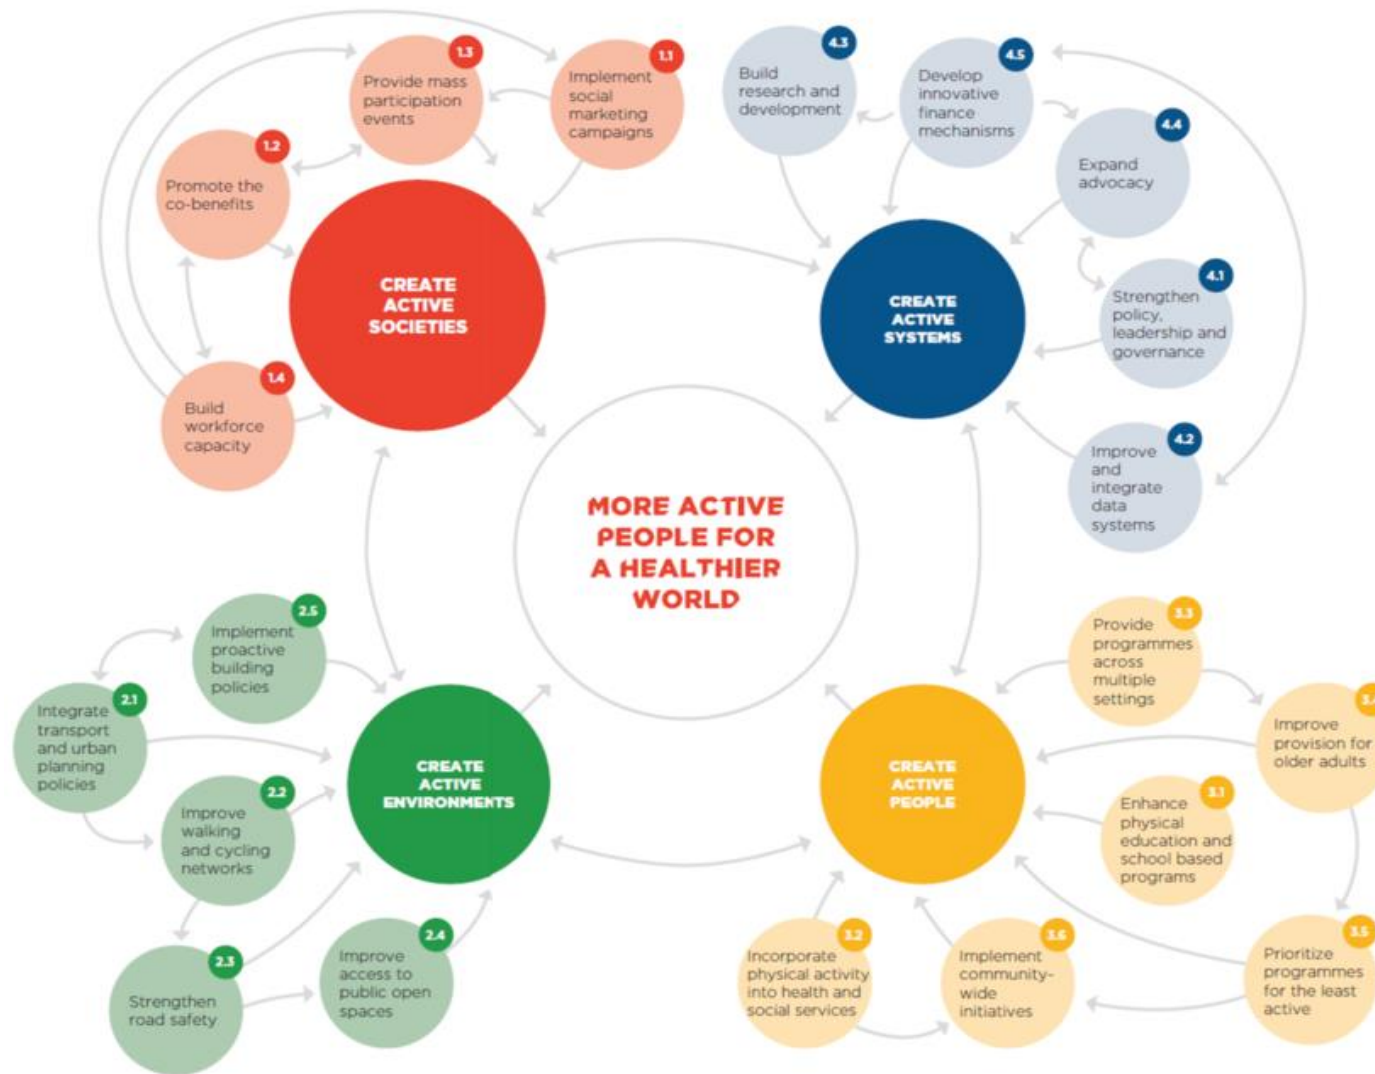 1.3
Provide mass
participation
events
1.1
Implement
social
marketing
campaigns
1.2
Promote the
co-benefits
1.4
Build
workforce
capacity
CREATE
ACTIVE
SOCIETIES
4.3
Build
research and
development
4.5
Develop
innovative
finance
mechanisms
4.4
Expand
advocacy
4.1
Strengthen
policy,
leadership and
governance
4.2
Improve
and
integrate
data
systems
CREATE
ACTIVE
SYSTEMS
MORE ACTIVE
PEOPLE FOR
A HEALTHIER
WORLD
2.5
Implement
proactive
building
policies
2.1
Integrate
transport
and urban
planning
policies
2.2
Improve
walking
and cycling
networks
2.3
Strengthen
road safety
2.4
Improve
access to
public open
spaces
CREATE
ACTIVE
ENVIRONMENTS
3.3
Provide
programmes
across
multiple
settings
3.4
Improve
provision for
older adults
3.1
Enhance
physical
education and
school based
programs
3.5
Prioritize
programmes
for the least
active
3.6
Implement
community-
wide
initiatives
3.2
Incorporate
physical activity
into health and
social services
CREATE
ACTIVE
PEOPLE